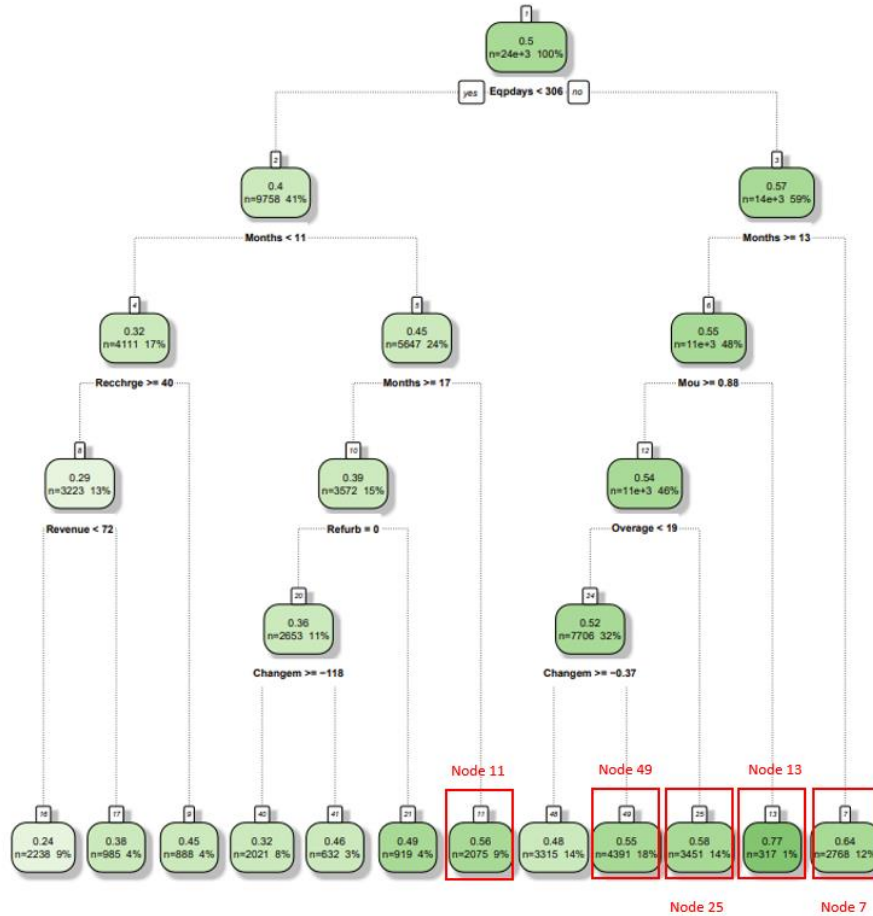 1
0.5
n=24e+3 100%
yes Eqpdays < 306 no
2
0.4
n=9758 41%
3
0.57
n=14e+3 59%
Months < 11
Months >= 13
4
0.32
n=4111 17%
5
0.45
n=5647 24%
6
0.55
n=11e+3 48%
Recchrge >= 40
Months >= 17
Mou >= 0.88
8
0.29
n=3223 13%
10
0.39
n=3572 15%
12
0.54
n=11e+3 46%
Revenue < 72
Refurb = 0
Overage < 19
20
0.36
n=2653 11%
24
0.52
n=7706 32%
Changem >= −118
Changem >= −0.37
Node 11
Node 49
Node 13
16
0.24
n=2238 9%
17
0.38
n=985 4%
9
0.45
n=888 4%
40
0.32
n=2021 8%
41
0.46
n=632 3%
21
0.49
n=919 4%
11
0.56
n=2075 9%
48
0.48
n=3315 14%
49
0.55
n=4391 18%
25
0.58
n=3451 14%
13
0.77
n=317 1%
7
0.64
n=2768 12%
Node 25
Node 7